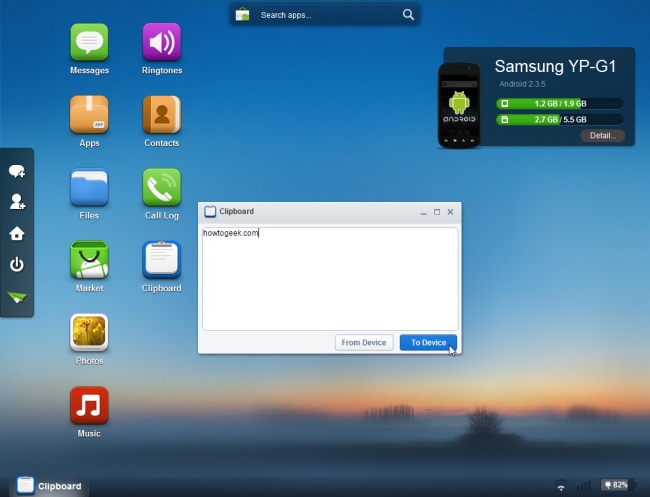 Search apps...
Messages
Ringtones
Samsung YP-G1
Android 2.3.5
1.2 GB / 1.9 GB
2.7 GB / 5.5 GB
Detail...
ANDROID
Apps
APP
Contacts
Files
Call Log
Market
Clipboard
Photos
Music
Clipboard
howtogeek.com
From Device
To Device
Clipboard
82%